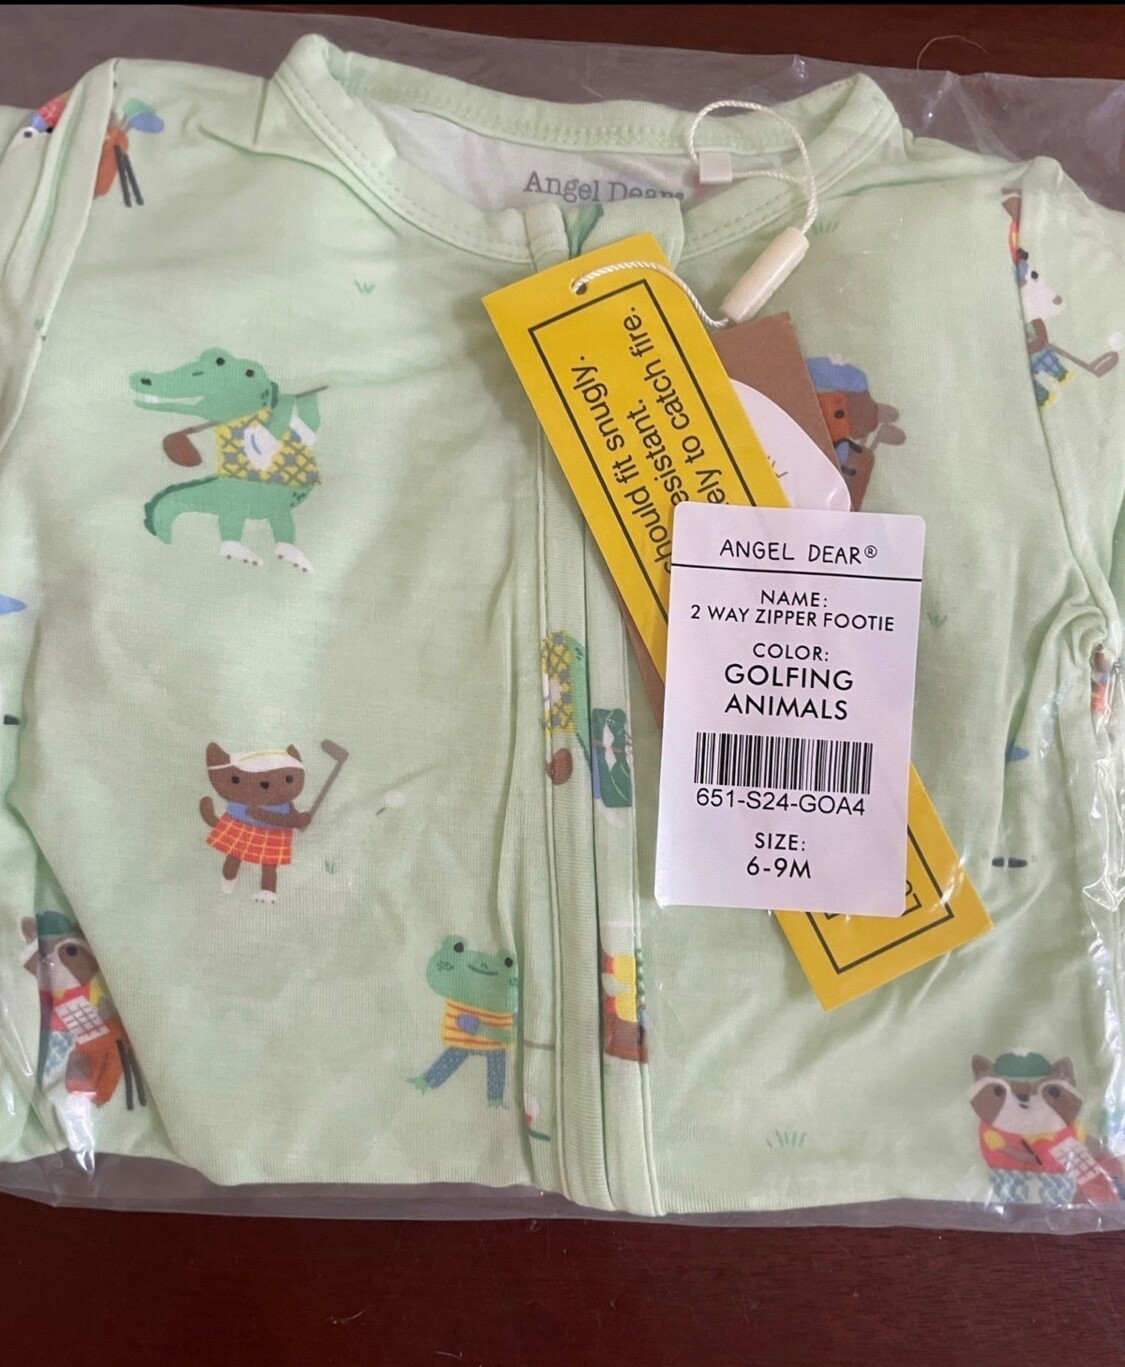 Angel Dear
should fit snugly.
resistant.
to catch fire.
ANGEL DEAR®
NAME:
2 WAY ZIPPER FOOTIE
COLOR:
GOLFING
ANIMALS
651-S24-GOA4
SIZE:
6-9M